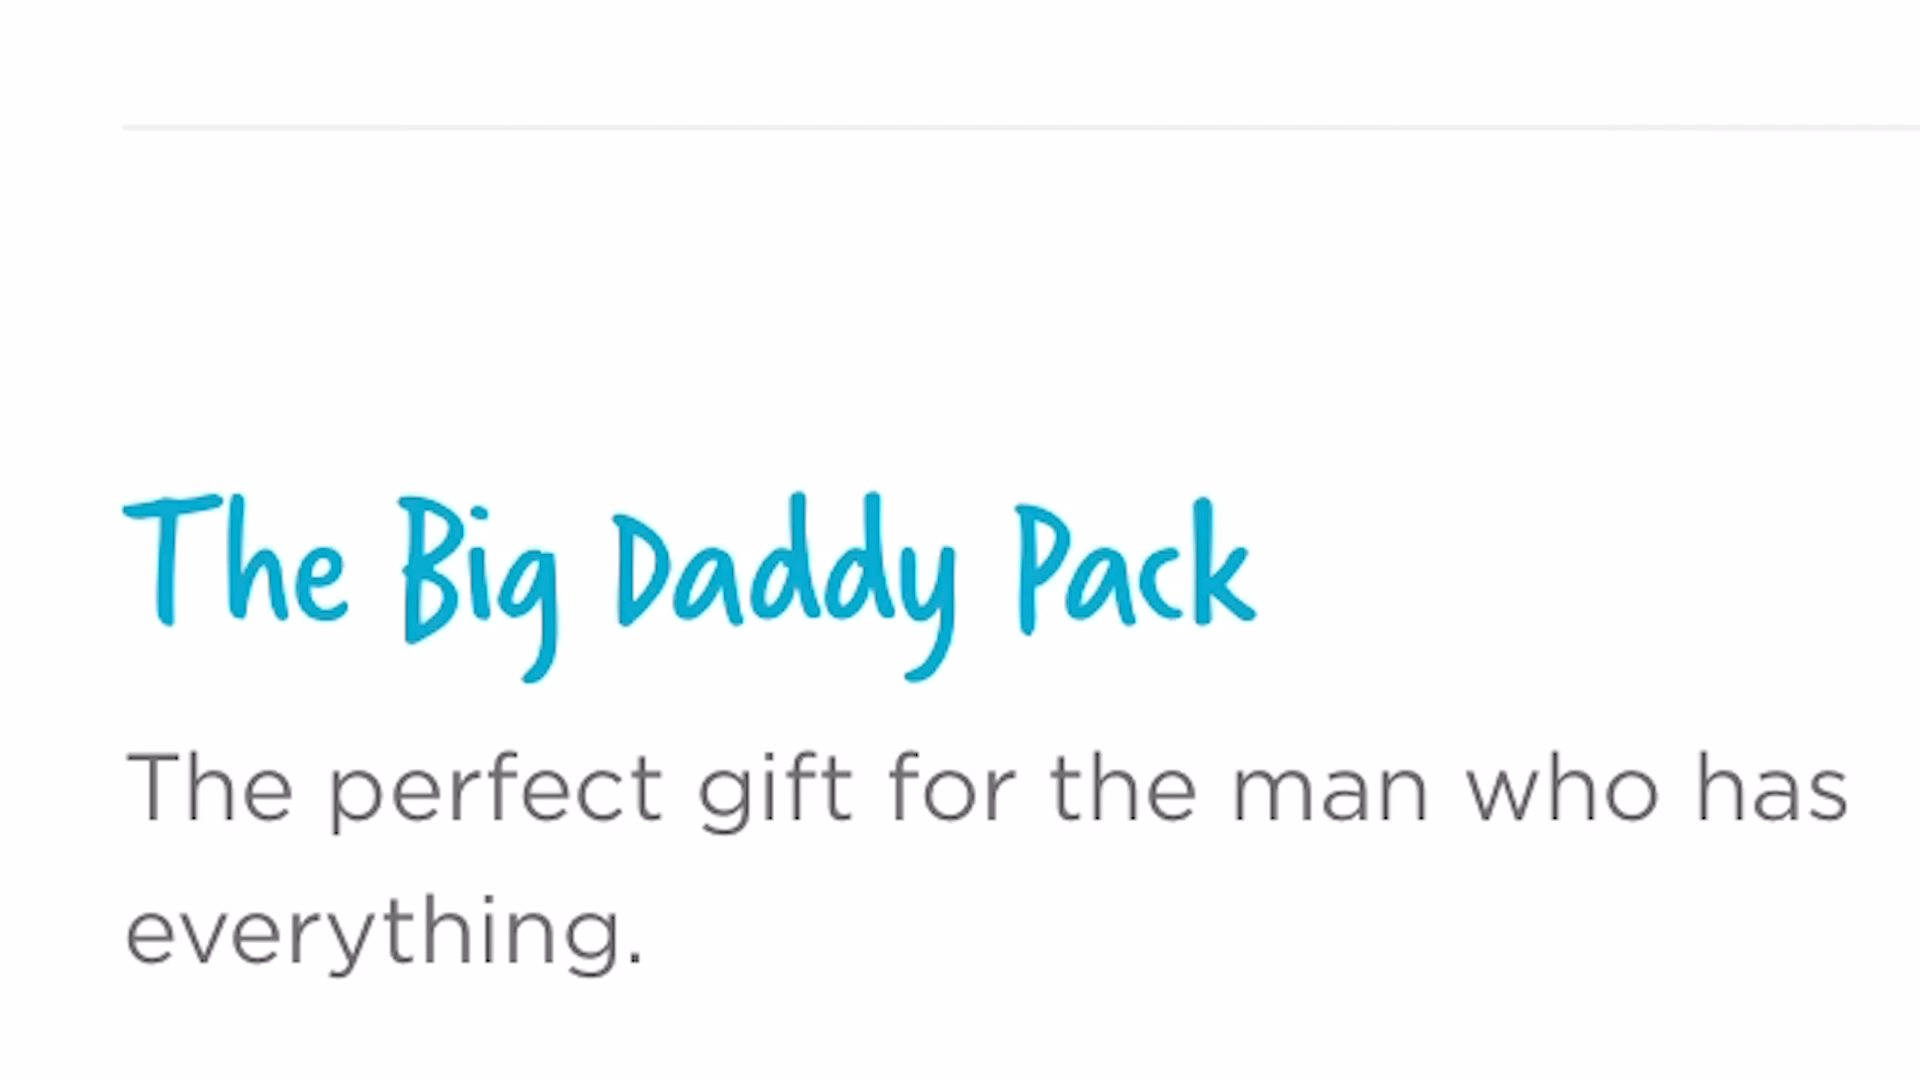 The Big Daddy Pack
The perfect gift for the man who has
everything.